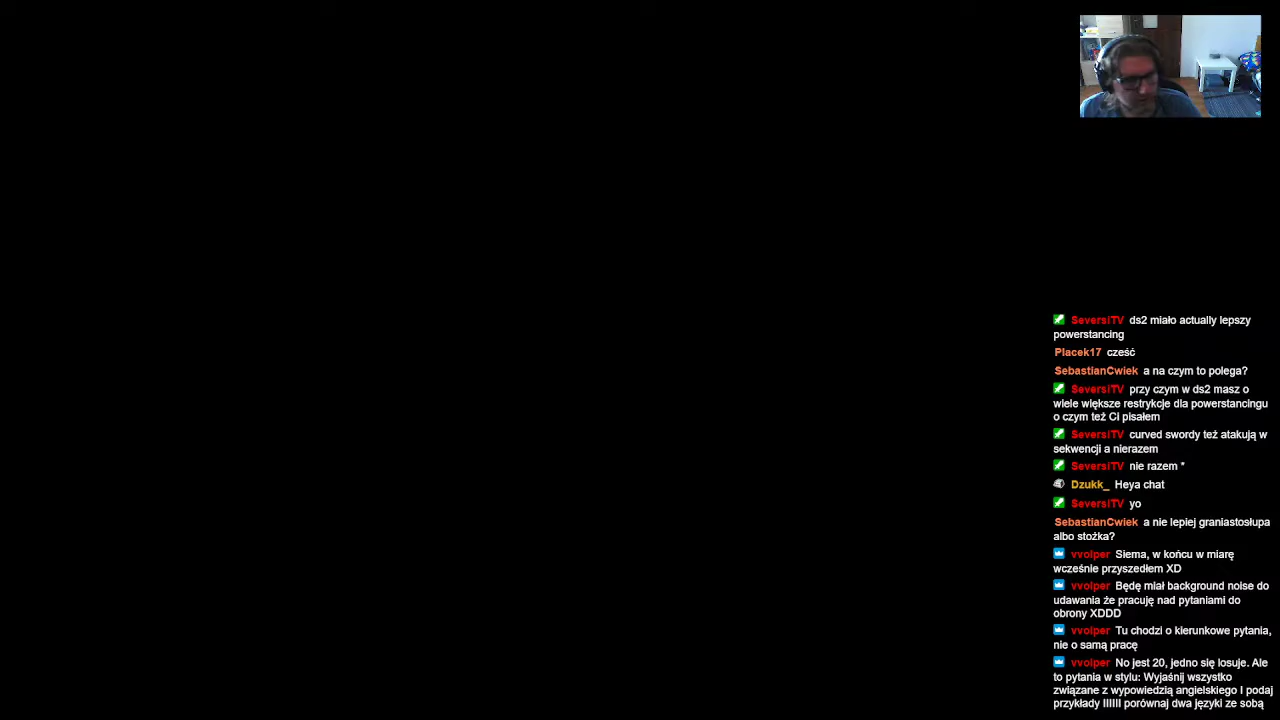 SeversiTV ds2 miało actually lepszy
powerstancing
Placek17 cześć
SebastianCwiek a na czym to polega?
SeversiTV przy czym w ds2 masz o
wiele większe restrykcje dla powerstancingu
o czym też Ci pisałem
SeversiTV curved swordy też atakują w
sekwencji a nierazem
SeversiTV nie razem *
Dzukk_ Heya chat
SeversiTV yo
SebastianCwiek a nie lepiej graniastosłupa
albo stożka?
vvolper Siema, w końcu w miarę
wcześnie przyszedłem XD
vvolper Będę miał background noise do
udawania że pracuję nad pytaniami do
obrony XDDD
vvolper Tu chodzi o kierunkowe pytania,
nie o samą pracę
vvolper No jest 20, jedno się losuje. Ale
to pytania w stylu: Wyjaśnij wszystko
związane z wypowiedzią angielskiego I podaj
przykłady IIIIII porównaj dwa języki ze sobą